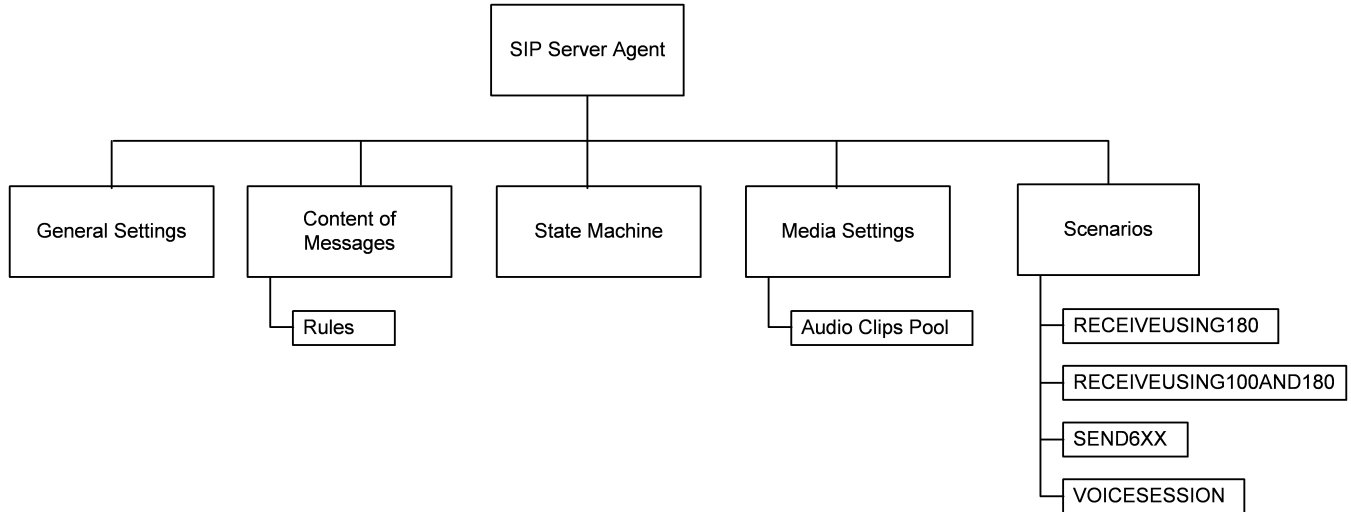 SIP Server Agent
General Settings
Content of
Messages
State Machine
Media Settings
Scenarios
Rules
Audio Clips Pool
RECEIVEUSING180
RECEIVEUSING100AND180
SEND6XX
VOICESESSION